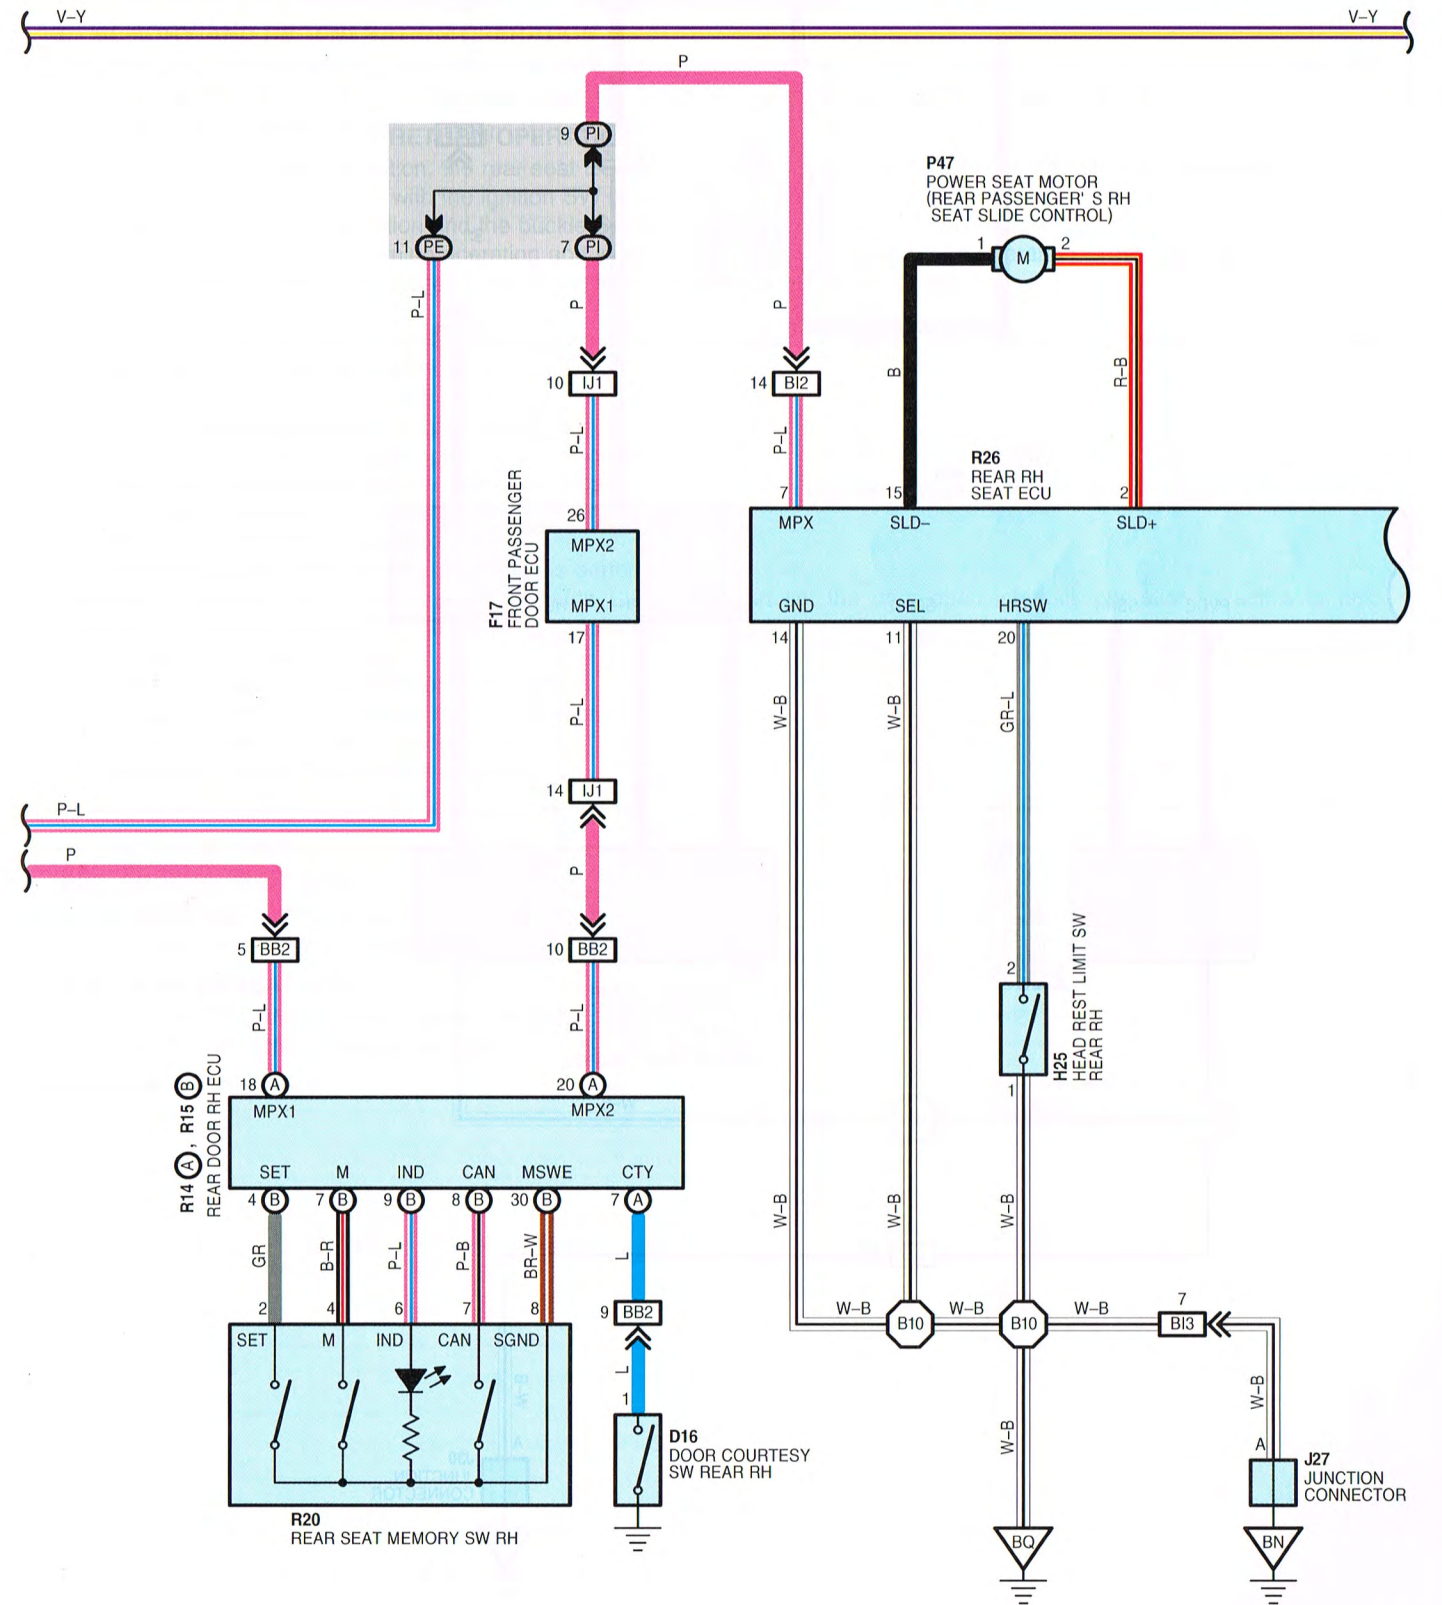 V–Y
V–Y
P
9 PI
11 PE
7 PI
P47
POWER SEAT MOTOR
(REAR PASSENGER' S RH
SEAT SLIDE CONTROL)
1
M
2
P–L
P
P
B
R–B
10 IJ1
14 BI2
P–L
P–L
R26
REAR RH
SEAT ECU
26
7
15
2
F17
FRONT PASSENGER
DOOR ECU
MPX2
MPX1
MPX
SLD–
SLD+
GND
SEL
HRSW
17
14
11
20
P–L
W–B
W–B
GR–L
14 IJ1
P–L
P
P
5 BB2
10 BB2
P–L
P–L
2
H25
HEAD REST LIMIT SW
REAR RH
1
R14 A , R15 B
REAR DOOR RH ECU
18 A
20 A
MPX1
MPX2
SET
M
IND
CAN
MSWE
CTY
4 B
7 B
9 B
8 B
30 B
7 A
GR
B–R
P–L
P–B
BR–W
L
W–B
W–B
W–B
2
4
6
7
8
9 BB2
SET
M
IND
CAN
SGND
L
1
W–B
W–B
W–B
7
B10
B10
BI3
W–B
W–B
A
D16
DOOR COURTESY
SW REAR RH
J27
JUNCTION
CONNECTOR
R20
REAR SEAT MEMORY SW RH
BQ
BN